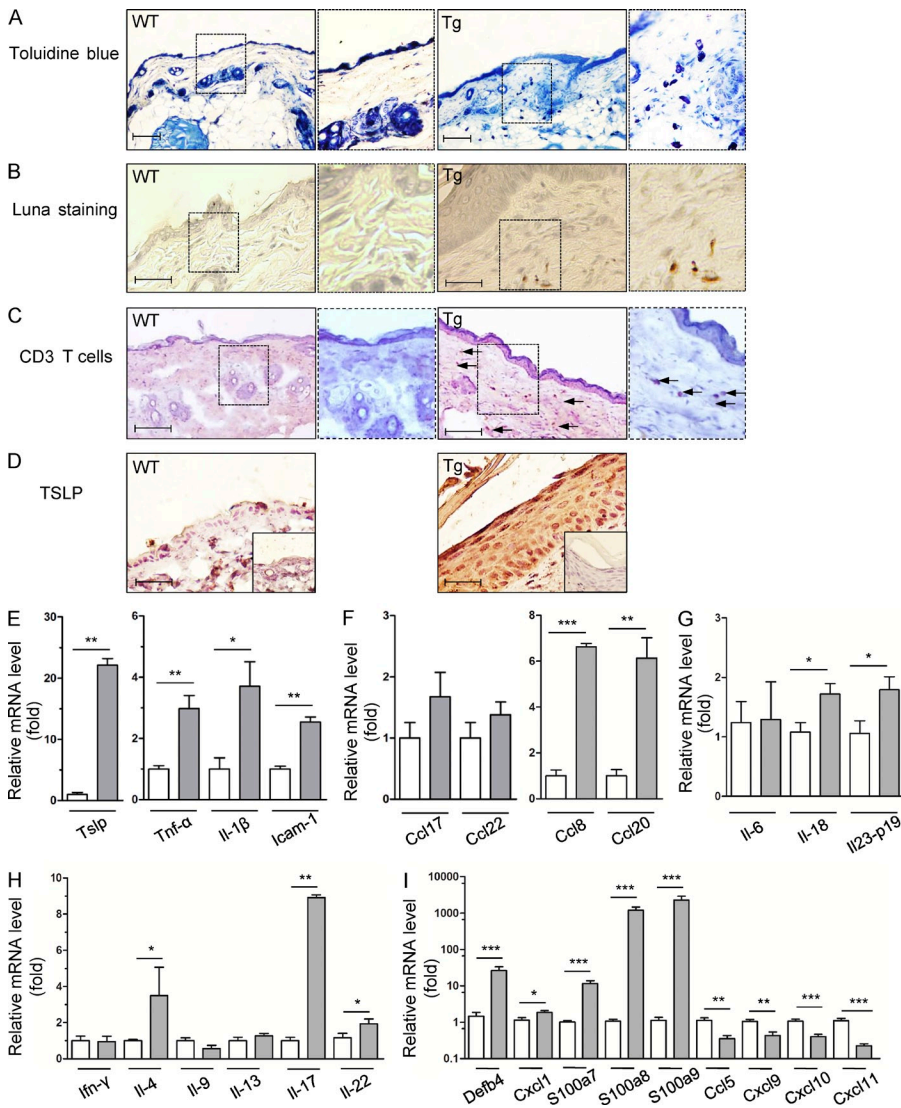 A
Toluidine blue
WT
Tg
B
Luna staining
WT
Tg
C
CD3 T cells
WT
Tg
D
TSLP
WT
Tg
E
Relative mRNA level
(fold)
30
20
10
0
**
Tslp
6
4
2
0
**
*
**
Tnf-α
Il-1β
Icam-1
F
Relative mRNA level
(fold)
3
2
1
0
Ccl17
Ccl22
8
6
4
2
0
***
**
Ccl8
Ccl20
G
Relative mRNA level
(fold)
3
2
1
0
*
*
Il-6
Il-18
Il23-p19
H
Relative mRNA level
(fold)
10
8
6
4
2
0
*
**
*
Ifn-γ
Il-4
Il-9
Il-13
Il-17
Il-22
I
Relative mRNA level
(fold)
10000
1000
100
10
1
0.1
***
*
***
***
***
**
**
***
***
Defb4
Cxcl1
S100a7
S100a8
S100a9
Ccl5
Cxcl9
Cxcl10
Cxcl11